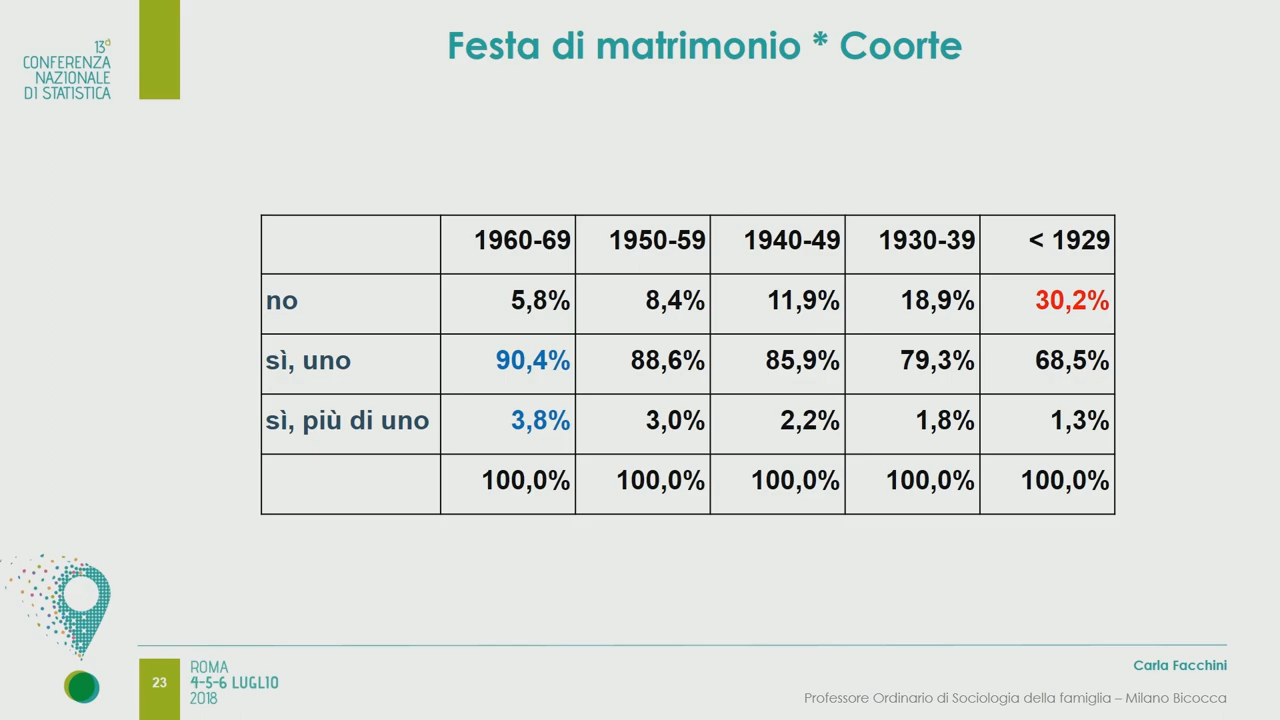 13ª
CONFERENZA
NAZIONALE
DI STATISTICA
Festa di matrimonio * Coorte
1960-69 1950-59 1940-49 1930-39 < 1929
no 5,8% 8,4% 11,9% 18,9% 30,2%
sì, uno 90,4% 88,6% 85,9% 79,3% 68,5%
sì, più di uno 3,8% 3,0% 2,2% 1,8% 1,3%
100,0% 100,0% 100,0% 100,0% 100,0%
23
ROMA
4-5-6 LUGLIO
2018
Carla Facchini
Professore Ordinario di Sociologia della famiglia – Milano Bicocca